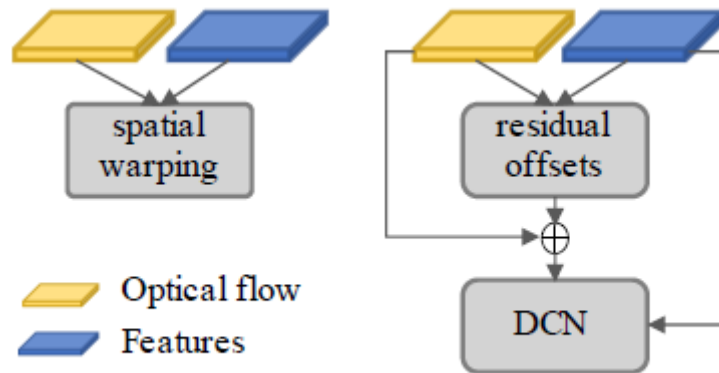 spatial
warping
residual
offsets
Optical flow
Features
DCN